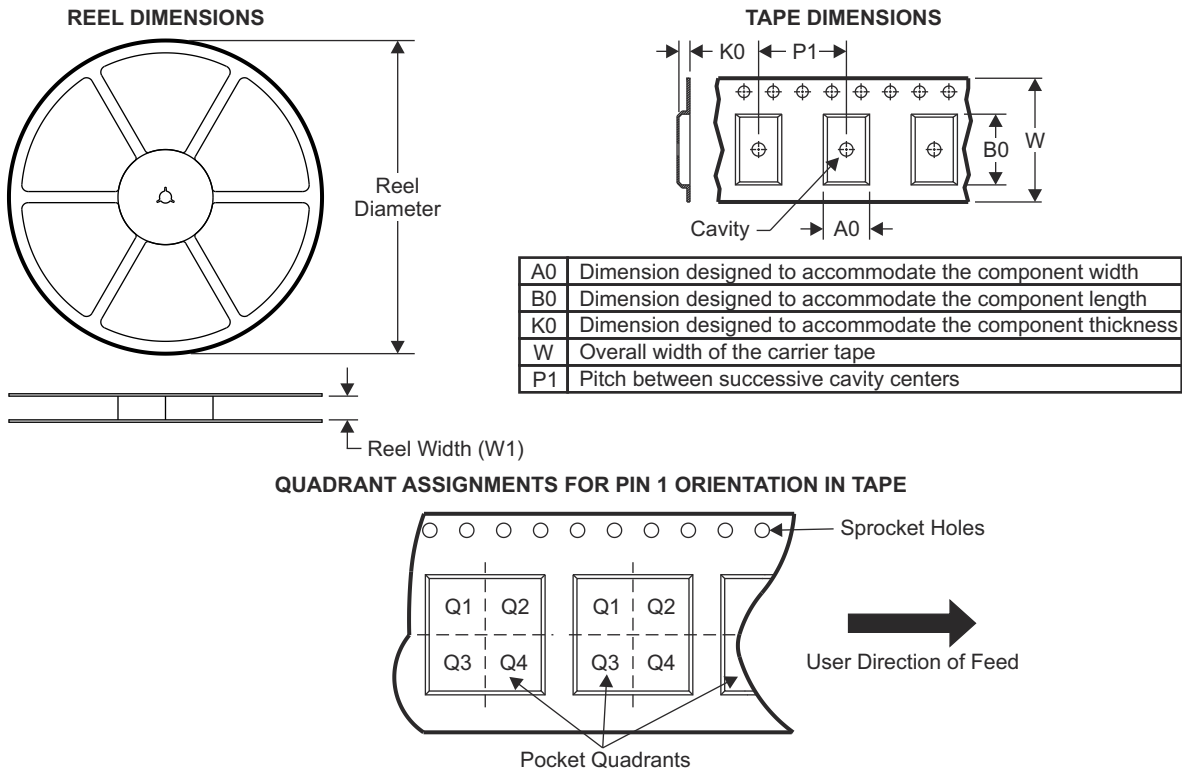 REEL DIMENSIONS
TAPE DIMENSIONS
K0
P1
B0
W
Reel
Diameter
Cavity
A0
A0 Dimension designed to accommodate the component width
B0 Dimension designed to accommodate the component length
K0 Dimension designed to accommodate the component thickness
W Overall width of the carrier tape
P1 Pitch between successive cavity centers
Reel Width (W1)
QUADRANT ASSIGNMENTS FOR PIN 1 ORIENTATION IN TAPE
Sprocket Holes
Q1 Q2 Q1 Q2
Q3 Q4 Q3 Q4
User Direction of Feed
Pocket Quadrants